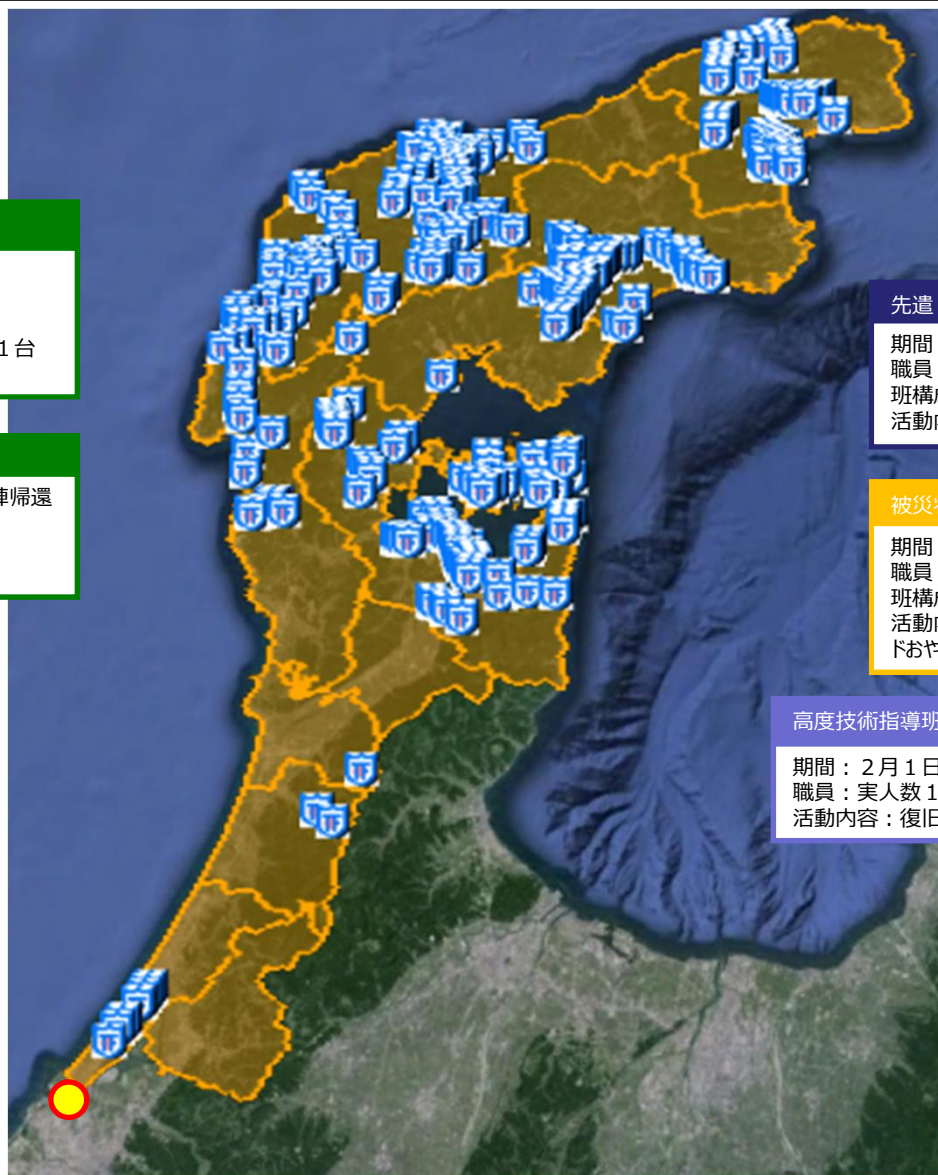 １台
帰還
先遣
期間
職員
班構
活動
被災
期間
職員
班構
活動
ドおや
高度技術指導班
期間：２月１日
職員：実人数１
活動内容：復旧